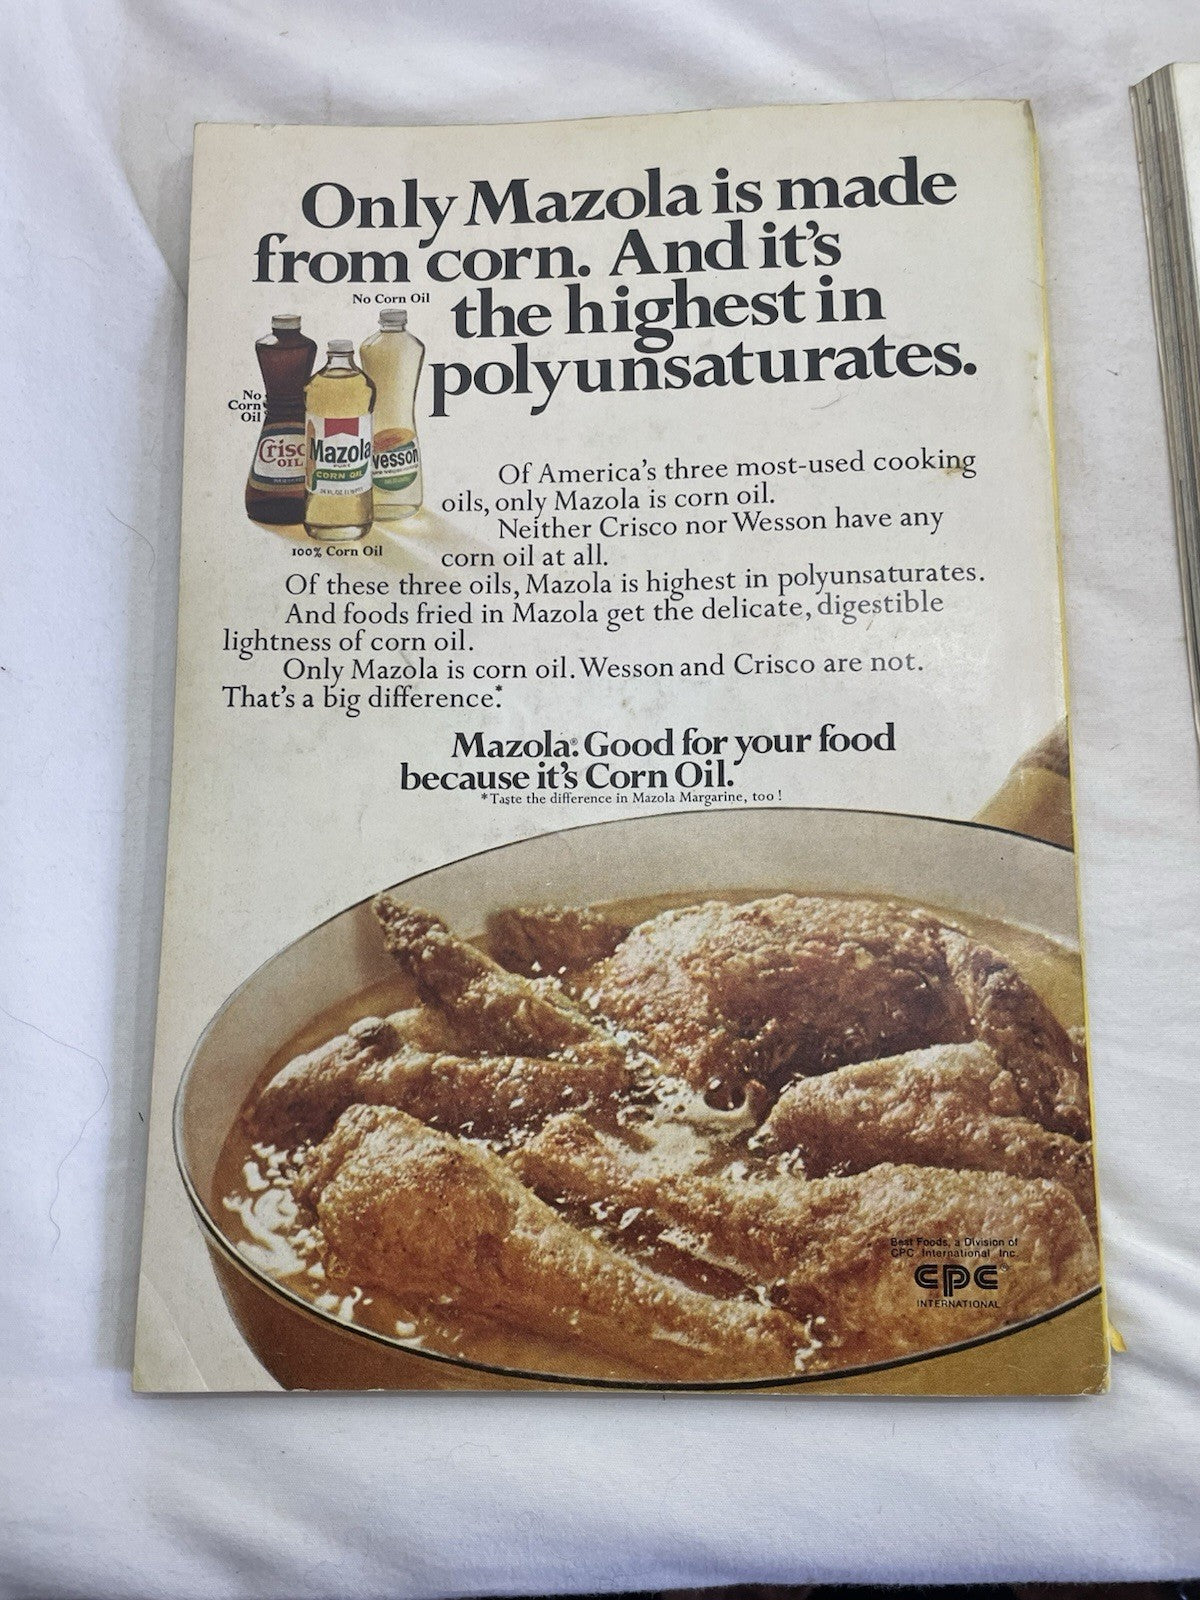 Only Mazola is made
from corn. And it's
the highest in
polyunsaturates.
No Corn Oil
No
Corn
Oil
Crisc
OIL
Mazola
PURE
CORN OIL
Wesson
100% Corn Oil
Of America's three most-used cooking
oils, only Mazola is corn oil.
Neither Crisco nor Wesson have any
corn oil at all.
Of these three oils, Mazola is highest in polyunsaturates.
And foods fried in Mazola get the delicate, digestible
lightness of corn oil.
Only Mazola is corn oil. Wesson and Crisco are not.
That's a big difference.*
Mazola®: Good for your food
because it's Corn Oil.
*Taste the difference in Mazola Margarine, too !
Best Foods, a Division of
CPC International Inc.
CPC®
INTERNATIONAL